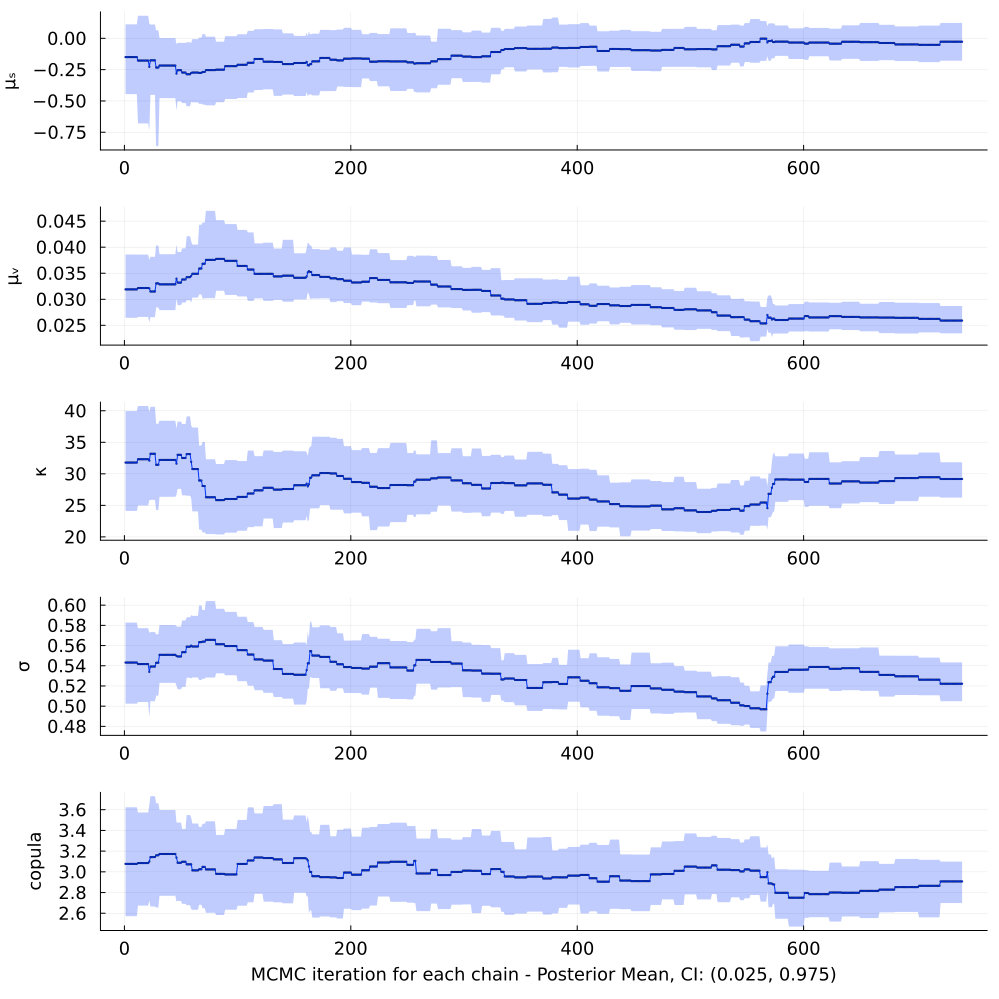 0.00
−0.25
−0.50
−0.75
μₛ
0 200 400 600
0.045
0.040
0.035
0.030
0.025
μᵥ
0 200 400 600
40
35
30
25
20
κ
0 200 400 600
0.60
0.58
0.56
0.54
0.52
0.50
0.48
σ
0 200 400 600
3.6
3.4
3.2
3.0
2.8
2.6
copula
0 200 400 600
MCMC iteration for each chain - Posterior Mean, CI: (0.025, 0.975)